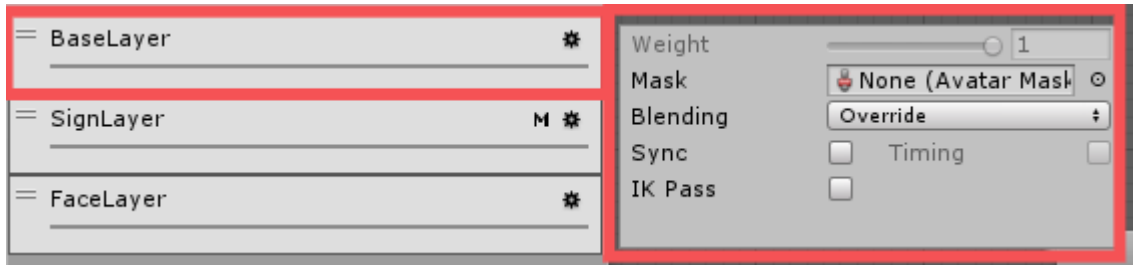 BaseLayer
SignLayer M
FaceLayer
Weight 1
Mask None (Avatar Mask
Blending Override
Sync Timing
IK Pass